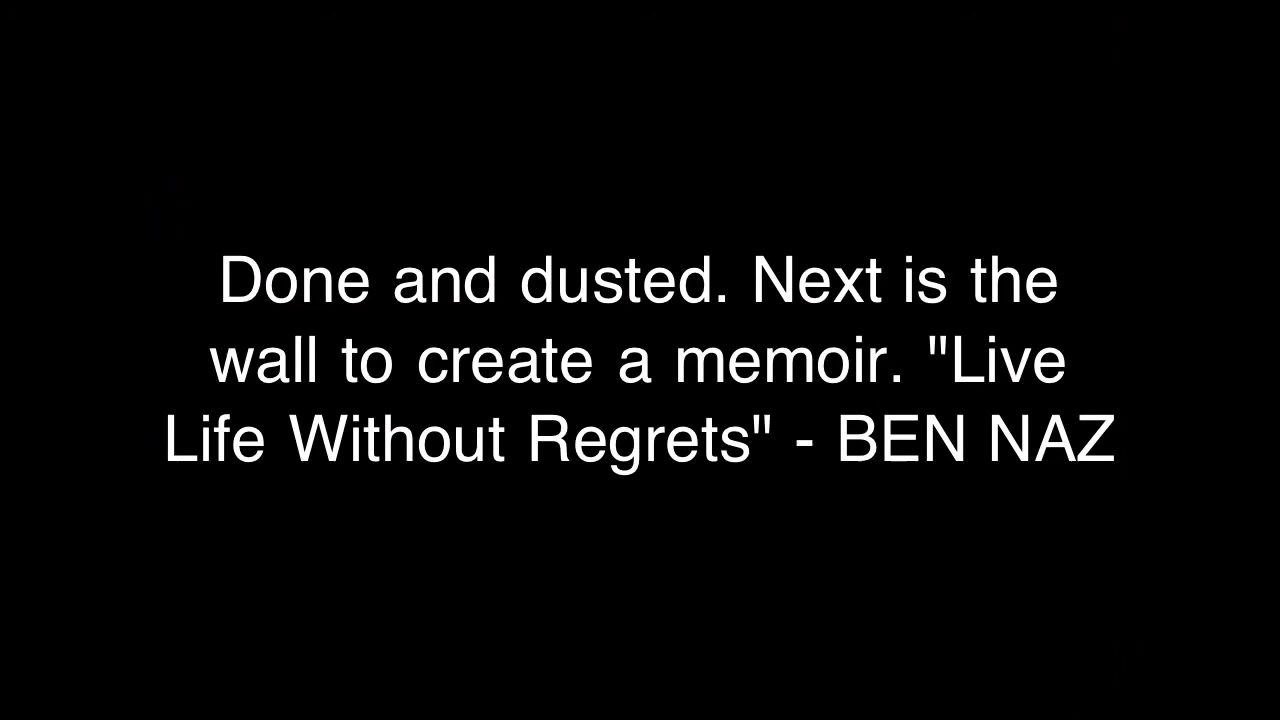 Done and dusted. Next is the
wall to create a memoir. "Live
Life Without Regrets" - BEN NAZ